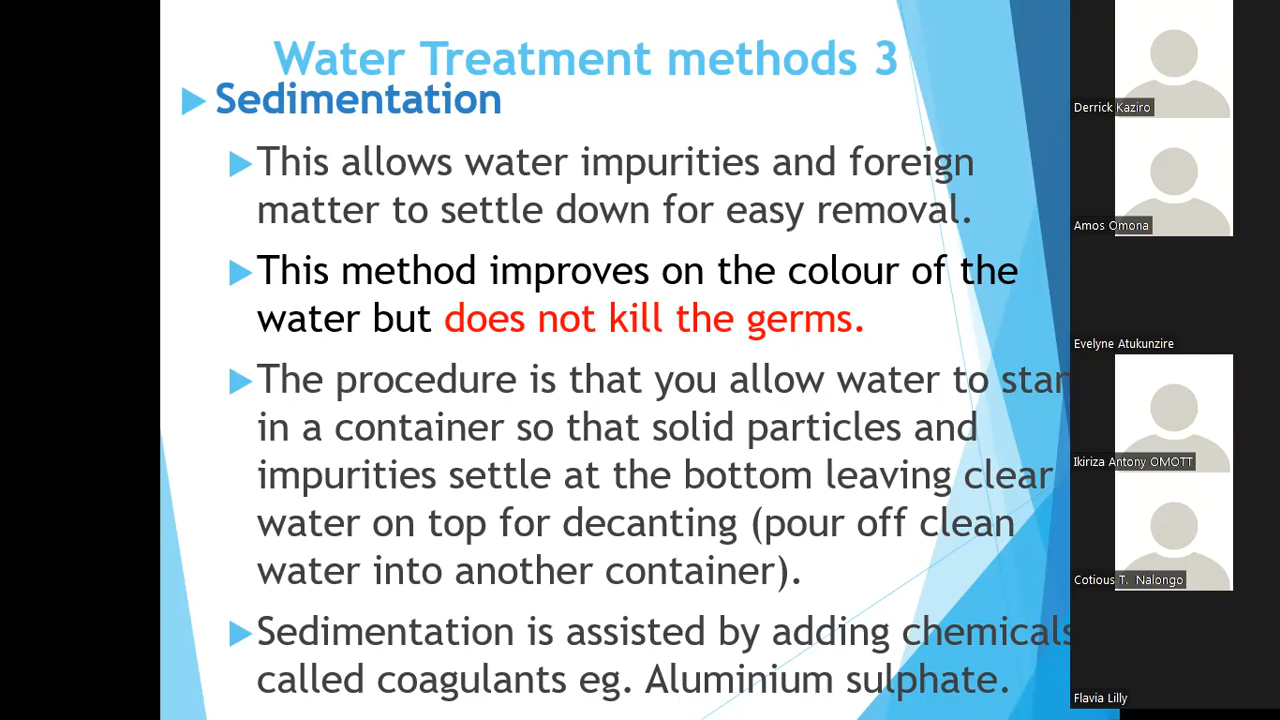 Water Treatment methods 3
Sedimentation
This allows water impurities and foreign
matter to settle down for easy removal.
This method improves on the colour of the
water but does not kill the germs.
The procedure is that you allow water to
in a container so that solid particles and
impurities settle at the bottom leaving clear
water on top for decanting (pour off clean
water into another container).
Sedimentation is assisted by adding chemicals
called coagulants eg. Aluminium sulphate.
Derrick Kaziro
Amos Omona
Evelyne Atukunzire
Ikiriza Antony OMOTT
Cotious T. Nalongo
Flavia Lilly